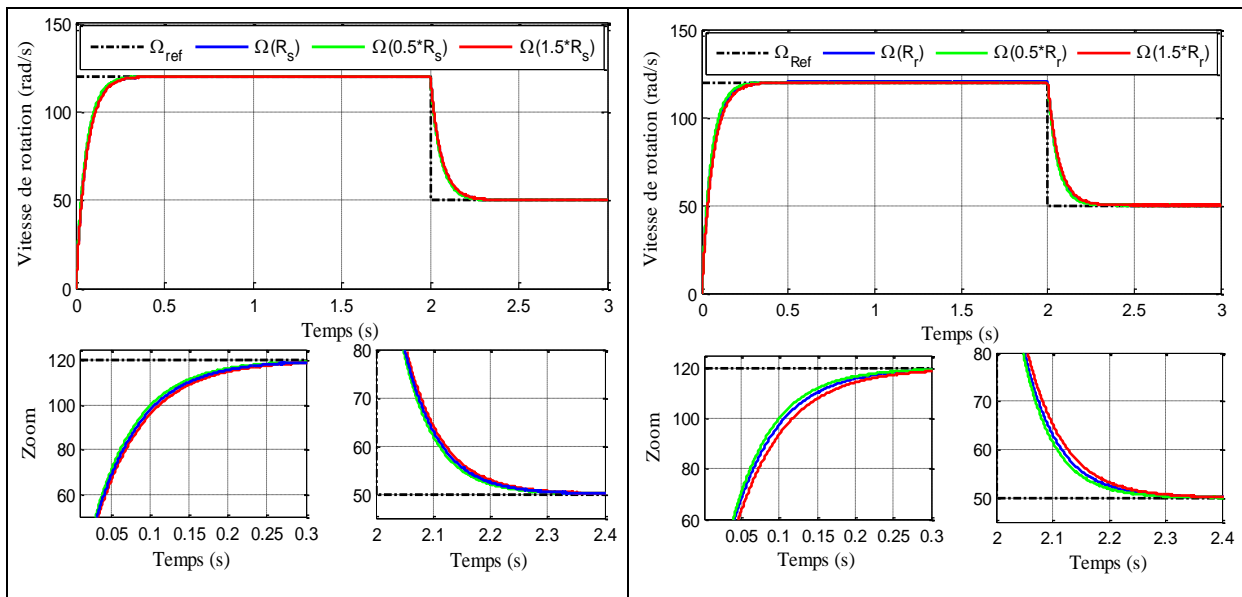 150
100
50
0
Vitesse de rotation (rad/s)
Ω_ref Ω(R_s) Ω(0.5*R_s) Ω(1.5*R_s)
0 0.5 1 1.5 2 2.5 3
Temps (s)
120
100
80
60
Zoom
0.05 0.1 0.15 0.2 0.25 0.3
Temps (s)
80
70
60
50
2 2.1 2.2 2.3 2.4
Temps (s)
150
100
50
0
Vitesse de rotation (rad/s)
Ω_Ref Ω(R_r) Ω(0.5*R_r) Ω(1.5*R_r)
0 0.5 1 1.5 2 2.5 3
Temps (s)
120
100
80
60
Zoom
0.05 0.1 0.15 0.2 0.25 0.3
Temps (s)
80
70
60
50
2 2.1 2.2 2.3 2.4
Temps (s)